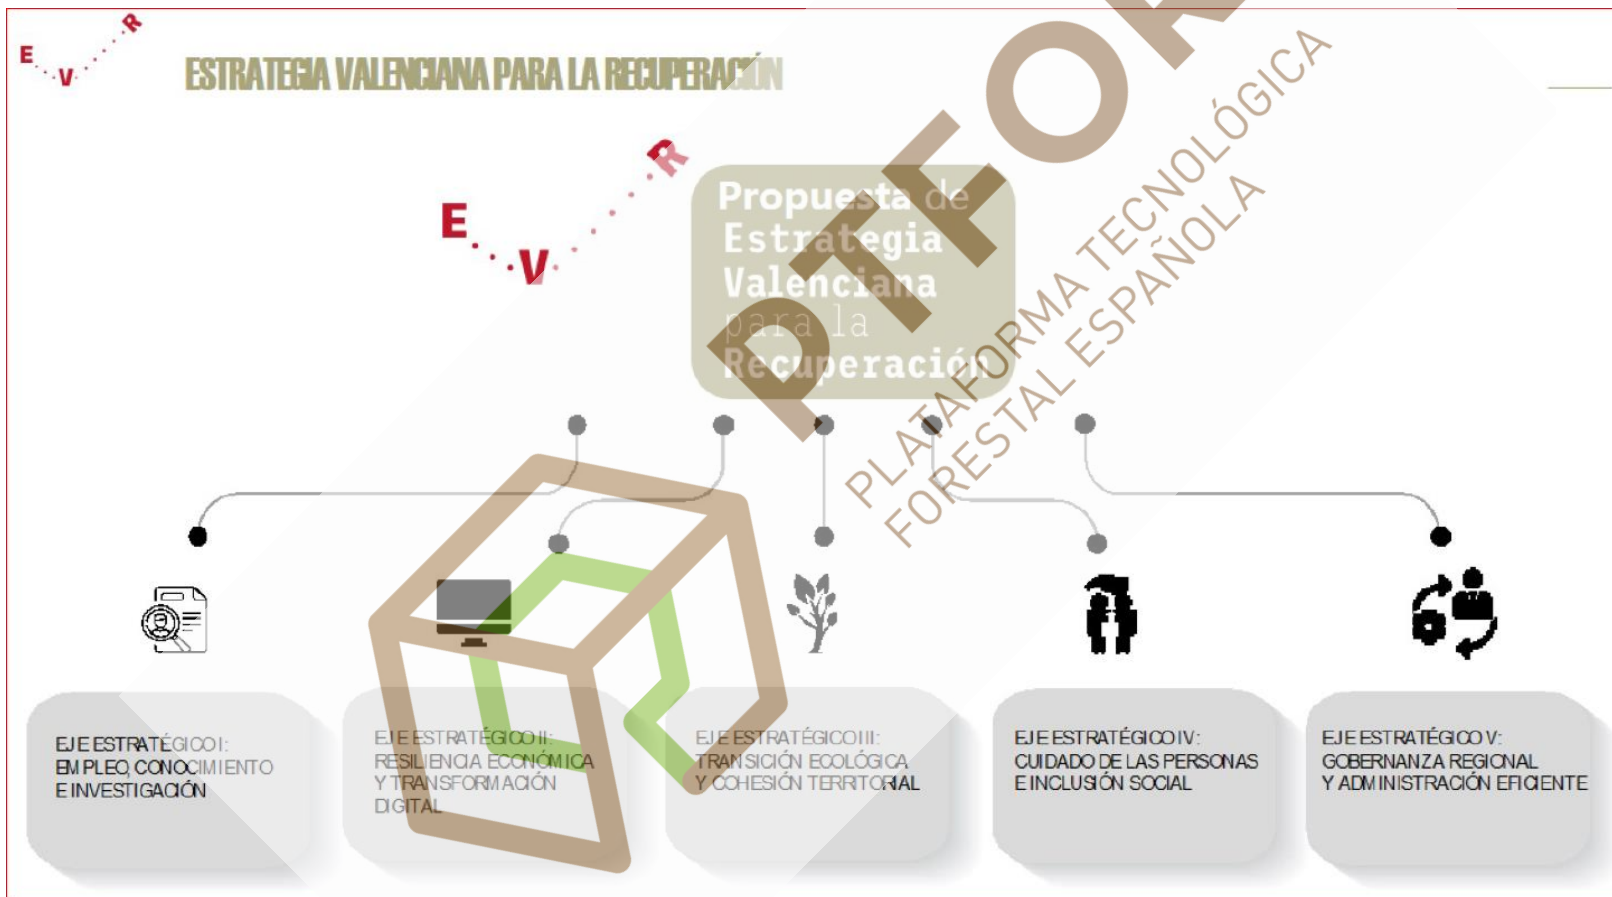 E V R
ESTRATEGIA VALENCIANA PARA LA RECUPERACIÓN
E V R
Propuesta de
Estrategia
Valenciana
para la
Recuperación
PTFOR
PLATAFORMA TECNOLÓGICA
FORESTAL ESPAÑOLA
EJE ESTRATÉGICO I:
EMPLEO, CONOCIMIENTO
E INVESTIGACIÓN
EJE ESTRATÉGICO II:
RESILIENCIA ECONÓMICA
Y TRANSFORMACIÓN
DIGITAL
EJE ESTRATÉGICO III:
TRANSICIÓN ECOLÓGICA
Y COHESIÓN TERRITORIAL
EJE ESTRATÉGICO IV:
CUIDADO DE LAS PERSONAS
E INCLUSIÓN SOCIAL
EJE ESTRATÉGICO V:
GOBERNANZA REGIONAL
Y ADMINISTRACIÓN EFICIENTE